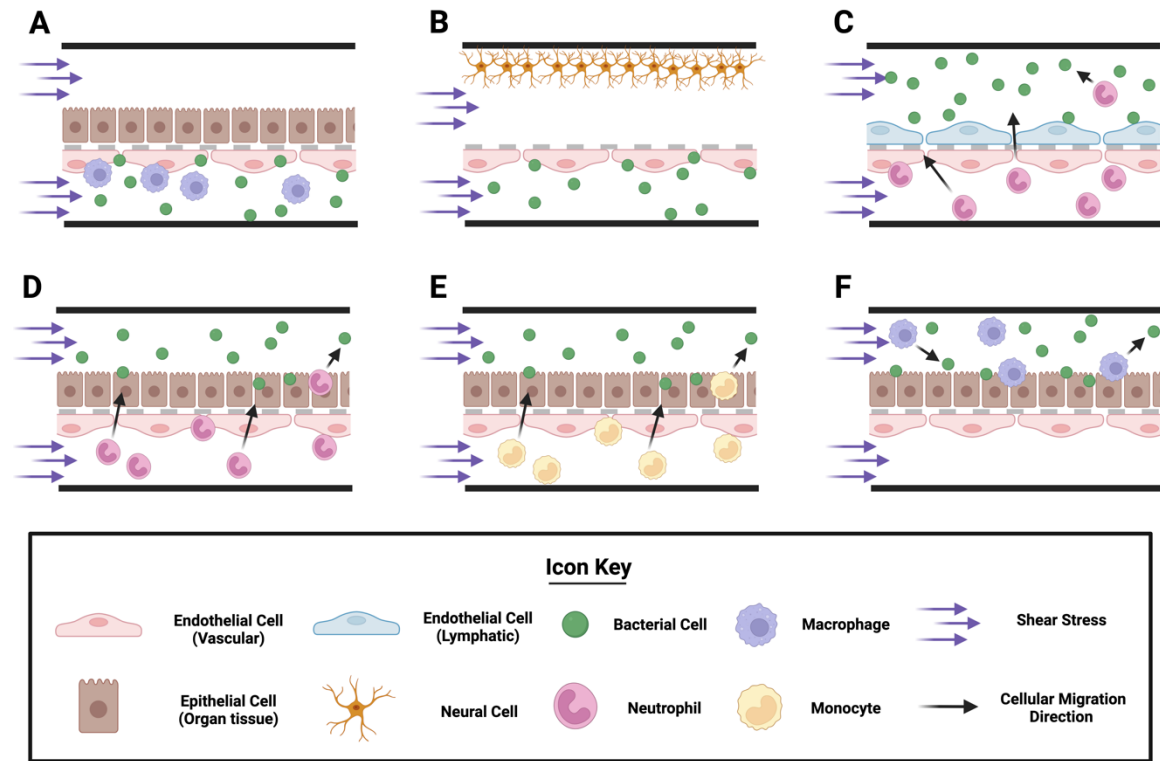 A
B
C
D
E
F
Icon Key
Endothelial Cell
(Vascular)
Endothelial Cell
(Lymphatic)
Bacterial Cell
Macrophage
Shear Stress
Epithelial Cell
(Organ tissue)
Neural Cell
Neutrophil
Monocyte
Cellular Migration
Direction